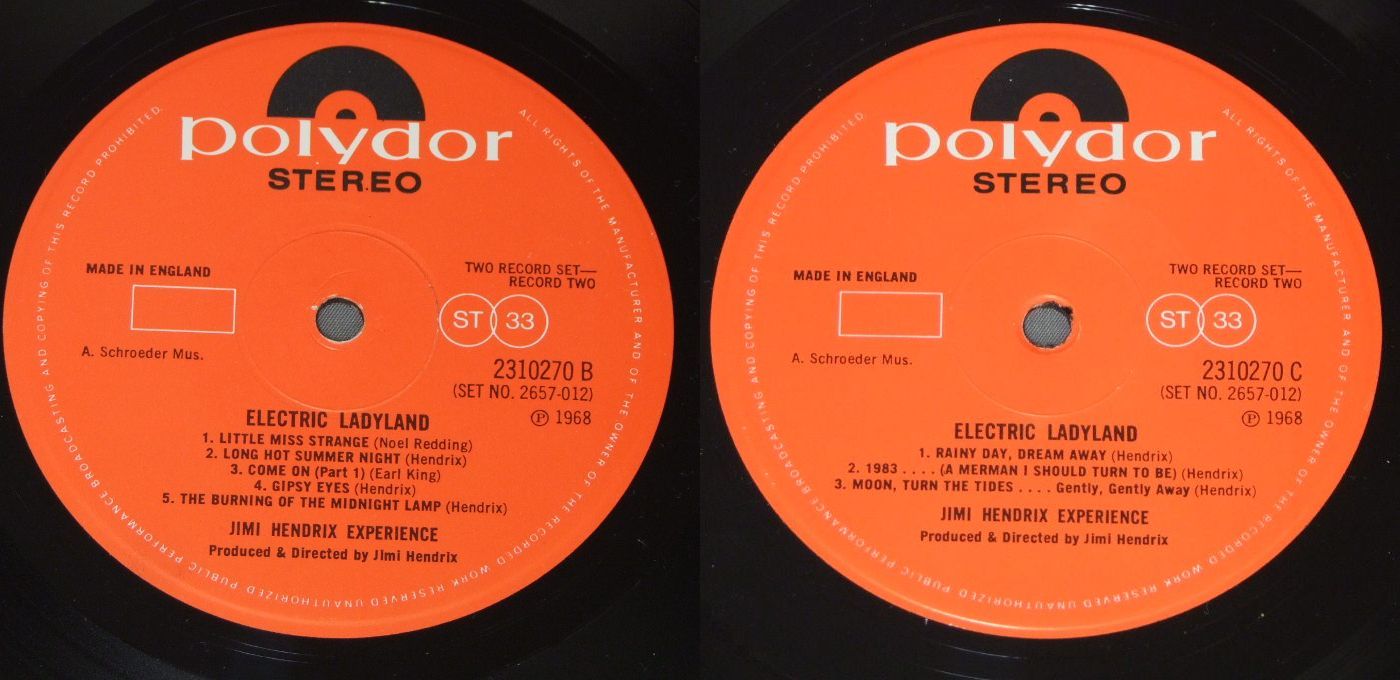 polydor
STEREO
MADE IN ENGLAND
TWO RECORD SET—
RECORD TWO
ST 33
A. Schroeder Mus.
2310270 B
(SET NO. 2657-012)
℗ 1968
ELECTRIC LADYLAND
1. LITTLE MISS STRANGE (Noel Redding)
2. LONG HOT SUMMER NIGHT (Hendrix)
3. COME ON (Part 1) (Earl King)
4. GIPSY EYES (Hendrix)
5. THE BURNING OF THE MIDNIGHT LAMP (Hendrix)
JIMI HENDRIX EXPERIENCE
Produced & Directed by Jimi Hendrix
ALL RIGHTS OF THE MANUFACTURER AND OF THE OWNER OF THE RECORDED WORK RESERVED UNAUTHORIZED PUBLIC PERFORMANCE BROADCASTING AND COPYING OF THIS RECORD PROHIBITED.
polydor
STEREO
MADE IN ENGLAND
TWO RECORD SET—
RECORD TWO
ST 33
A. Schroeder Mus.
2310270 C
(SET NO. 2657-012)
℗ 1968
ELECTRIC LADYLAND
1. RAINY DAY, DREAM AWAY (Hendrix)
2. 1983 . . . . (A MERMAN I SHOULD TURN TO BE) (Hendrix)
3. MOON, TURN THE TIDES . . . . Gently, Gently Away (Hendrix)
JIMI HENDRIX EXPERIENCE
Produced & Directed by Jimi Hendrix
ALL RIGHTS OF THE MANUFACTURER AND OF THE OWNER OF THE RECORDED WORK RESERVED UNAUTHORIZED PUBLIC PERFORMANCE BROADCASTING AND COPYING OF THIS RECORD PROHIBITED.